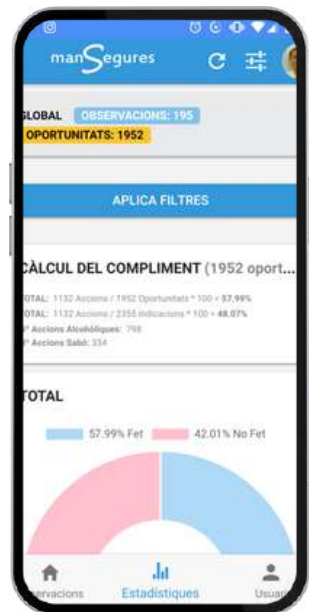 manSegures
GLOBAL OBSERVACIONS: 195
OPORTUNITATS: 1952
APLICA FILTRES
CÀLCUL DEL COMPLIMENT (1952 oport...
TOTAL: 1132 Accions / 1952 Oportunitats * 100 = 57.99%
TOTAL: 1132 Accions / 2355 indicacions * 100 = 48.07%
Nº Accions Alcohòliques: 798
Nº Accions Sabó: 334
TOTAL
57.99% Fet 42.01% No Fet
ervacions Estadístiques Usuari